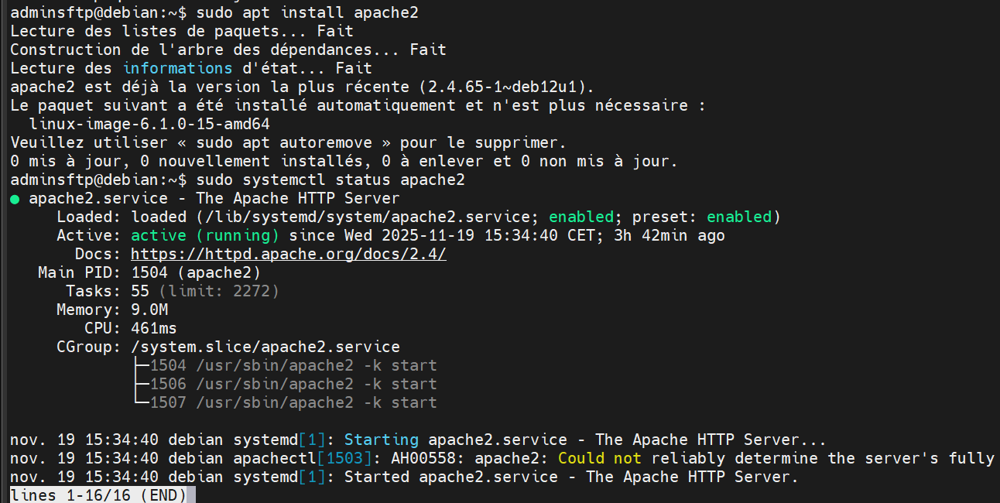 adminsftp@debian:~$ sudo apt install apache2
Lecture des listes de paquets... Fait
Construction de l'arbre des dépendances... Fait
Lecture des informations d'état... Fait
apache2 est déjà la version la plus récente (2.4.65-1~deb12u1).
Le paquet suivant a été installé automatiquement et n'est plus nécessaire :
  linux-image-6.1.0-15-amd64
Veuillez utiliser « sudo apt autoremove » pour le supprimer.
0 mis à jour, 0 nouvellement installés, 0 à enlever et 0 non mis à jour.
adminsftp@debian:~$ sudo systemctl status apache2
● apache2.service - The Apache HTTP Server
     Loaded: loaded (/lib/systemd/system/apache2.service; enabled; preset: enabled)
     Active: active (running) since Wed 2025-11-19 15:34:40 CET; 3h 42min ago
       Docs: https://httpd.apache.org/docs/2.4/
   Main PID: 1504 (apache2)
      Tasks: 55 (limit: 2272)
     Memory: 9.0M
        CPU: 461ms
     CGroup: /system.slice/apache2.service
             ├─1504 /usr/sbin/apache2 -k start
             ├─1506 /usr/sbin/apache2 -k start
             └─1507 /usr/sbin/apache2 -k start
nov. 19 15:34:40 debian systemd[1]: Starting apache2.service - The Apache HTTP Server...
nov. 19 15:34:40 debian apachectl[1503]: AH00558: apache2: Could not reliably determine the server's fully
nov. 19 15:34:40 debian systemd[1]: Started apache2.service - The Apache HTTP Server.
lines 1-16/16 (END)